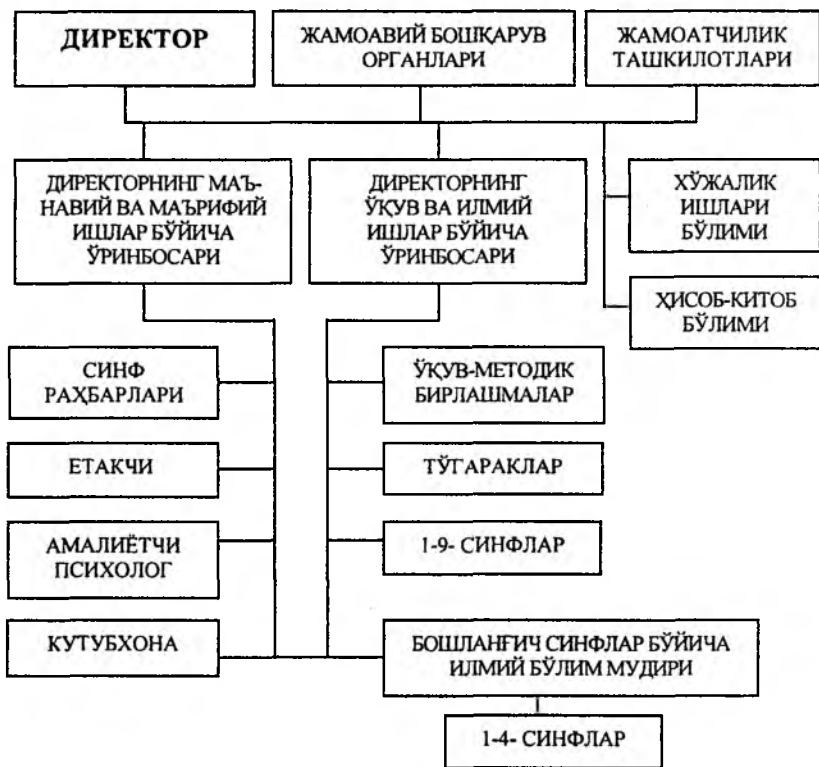 ДИРЕКТОР
ЖАМОАВИЙ БОШҚАРУВ
ОРГАНЛАРИ
ЖАМОАТЧИЛИК
ТАШКИЛОТЛАРИ
ДИРЕКТОРНИНГ МАЪ-
НАВИЙ ВА МАЪРИФИЙ
ИШЛАР БЎЙИЧА
ЎРИНБОСАРИ
ДИРЕКТОРНИНГ
ЎҚУВ ВА ИЛМИЙ
ИШЛАР БЎЙИЧА
ЎРИНБОСАРИ
ХЎЖАЛИК
ИШЛАРИ
БЎЛИМИ
ҲИСОБ-КИТОБ
БЎЛИМИ
СИНФ
РАҲБАРЛАРИ
ЎҚУВ-МЕТОДИК
БИРЛАШМАЛАР
ЕТАКЧИ
ТЎГАРАКЛАР
АМАЛИЁТЧИ
ПСИХОЛОГ
1-9- СИНФЛАР
КУТУБХОНА
БОШЛАНҒИЧ СИНФЛАР БЎЙИЧА
ИЛМИЙ БЎЛИМ МУДИРИ
1-4- СИНФЛАР